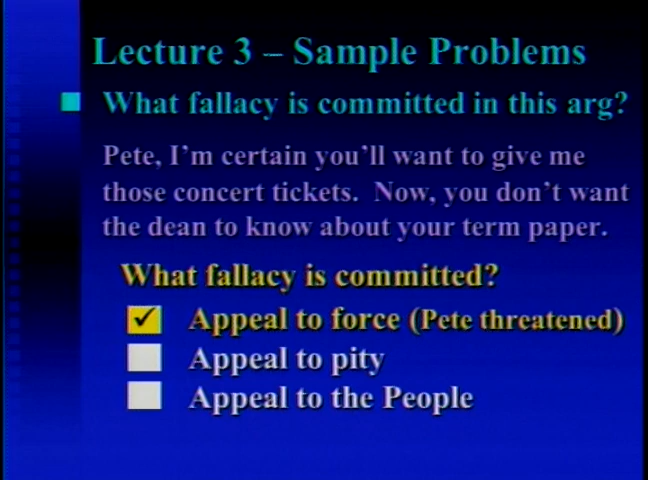 Lecture 3 – Sample Problems
What fallacy is committed in this arg?
Pete, I'm certain you'll want to give me
those concert tickets. Now, you don't want
the dean to know about your term paper.
What fallacy is committed?
Appeal to force (Pete threatened)
Appeal to pity
Appeal to the People